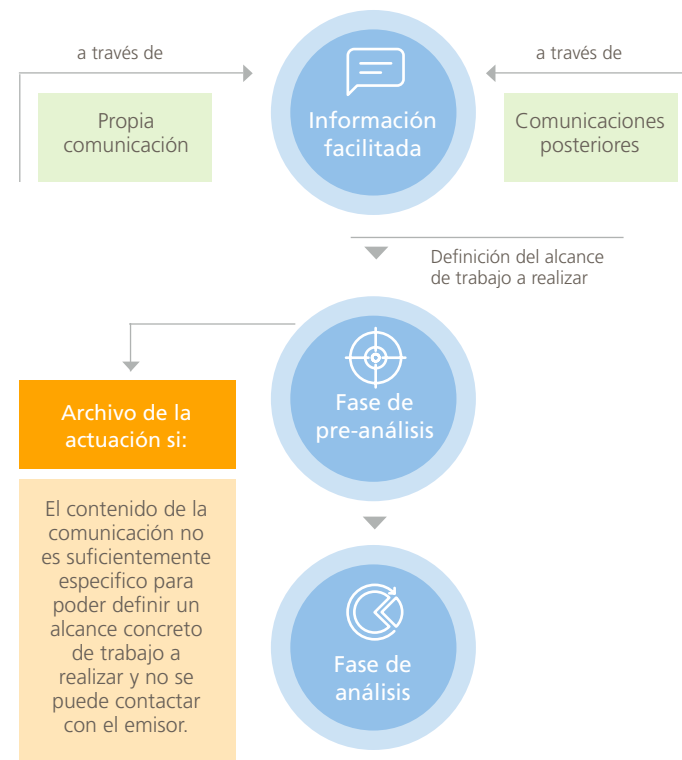 a través de
a través de
Propia
comunicación
Información
facilitada
Comunicaciones
posteriores
Definición del alcance
de trabajo a realizar
Fase de
pre-análisis
Archivo de la
actuación si:
El contenido de la
comunicación no
es suficientemente
especifico para
poder definir un
alcance concreto
de trabajo a
realizar y no se
puede contactar
con el emisor.
Fase de
análisis